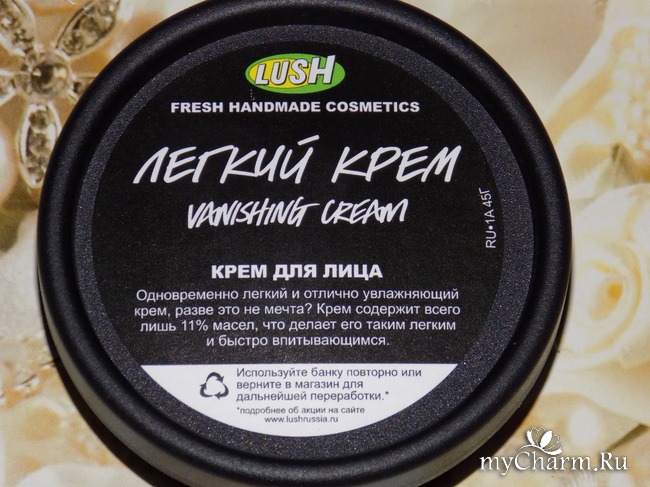 LUSH
FRESH HANDMADE COSMETICS
ЛЕГКИЙ КРЕМ
VANISHING CREAM
RU•1A 45Г
КРЕМ ДЛЯ ЛИЦА
Одновременно легкий и отлично увлажняющий
крем, разве это не мечта? Крем содержит всего
лишь 11% масел, что делает его таким легким
и быстро впитывающимся.
Используйте банку повторно или
верните в магазин для
дальнейшей переработки.*
*подробнее об акции на сайте
www.lushrussia.ru
myCharm.Ru